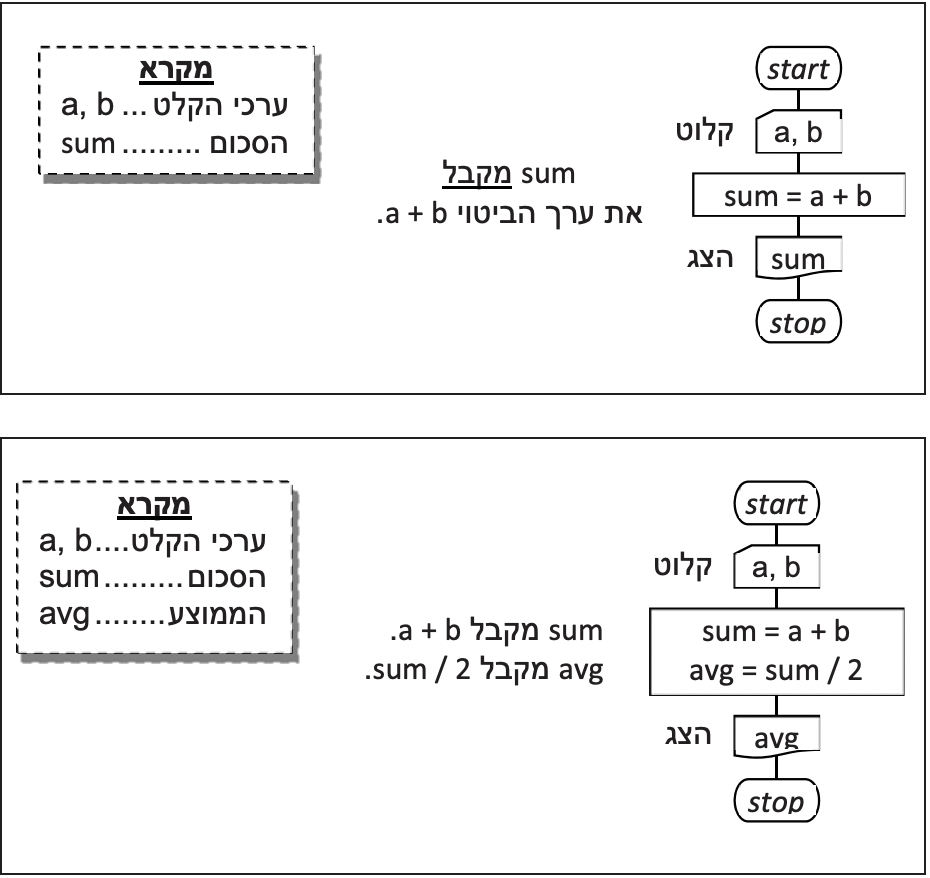 מקרא
ערכי הקלט ... a, b
הסכום ......... sum
sum מקבל
את ערך הביטוי a + b.
start
קלוט
a, b
sum = a + b
הצג
sum
stop
מקרא
ערכי הקלט....a, b
הסכום.........sum
הממוצע........avg
sum מקבל a + b.
avg מקבל sum / 2.
start
קלוט
a, b
sum = a + b
avg = sum / 2
הצג
avg
stop